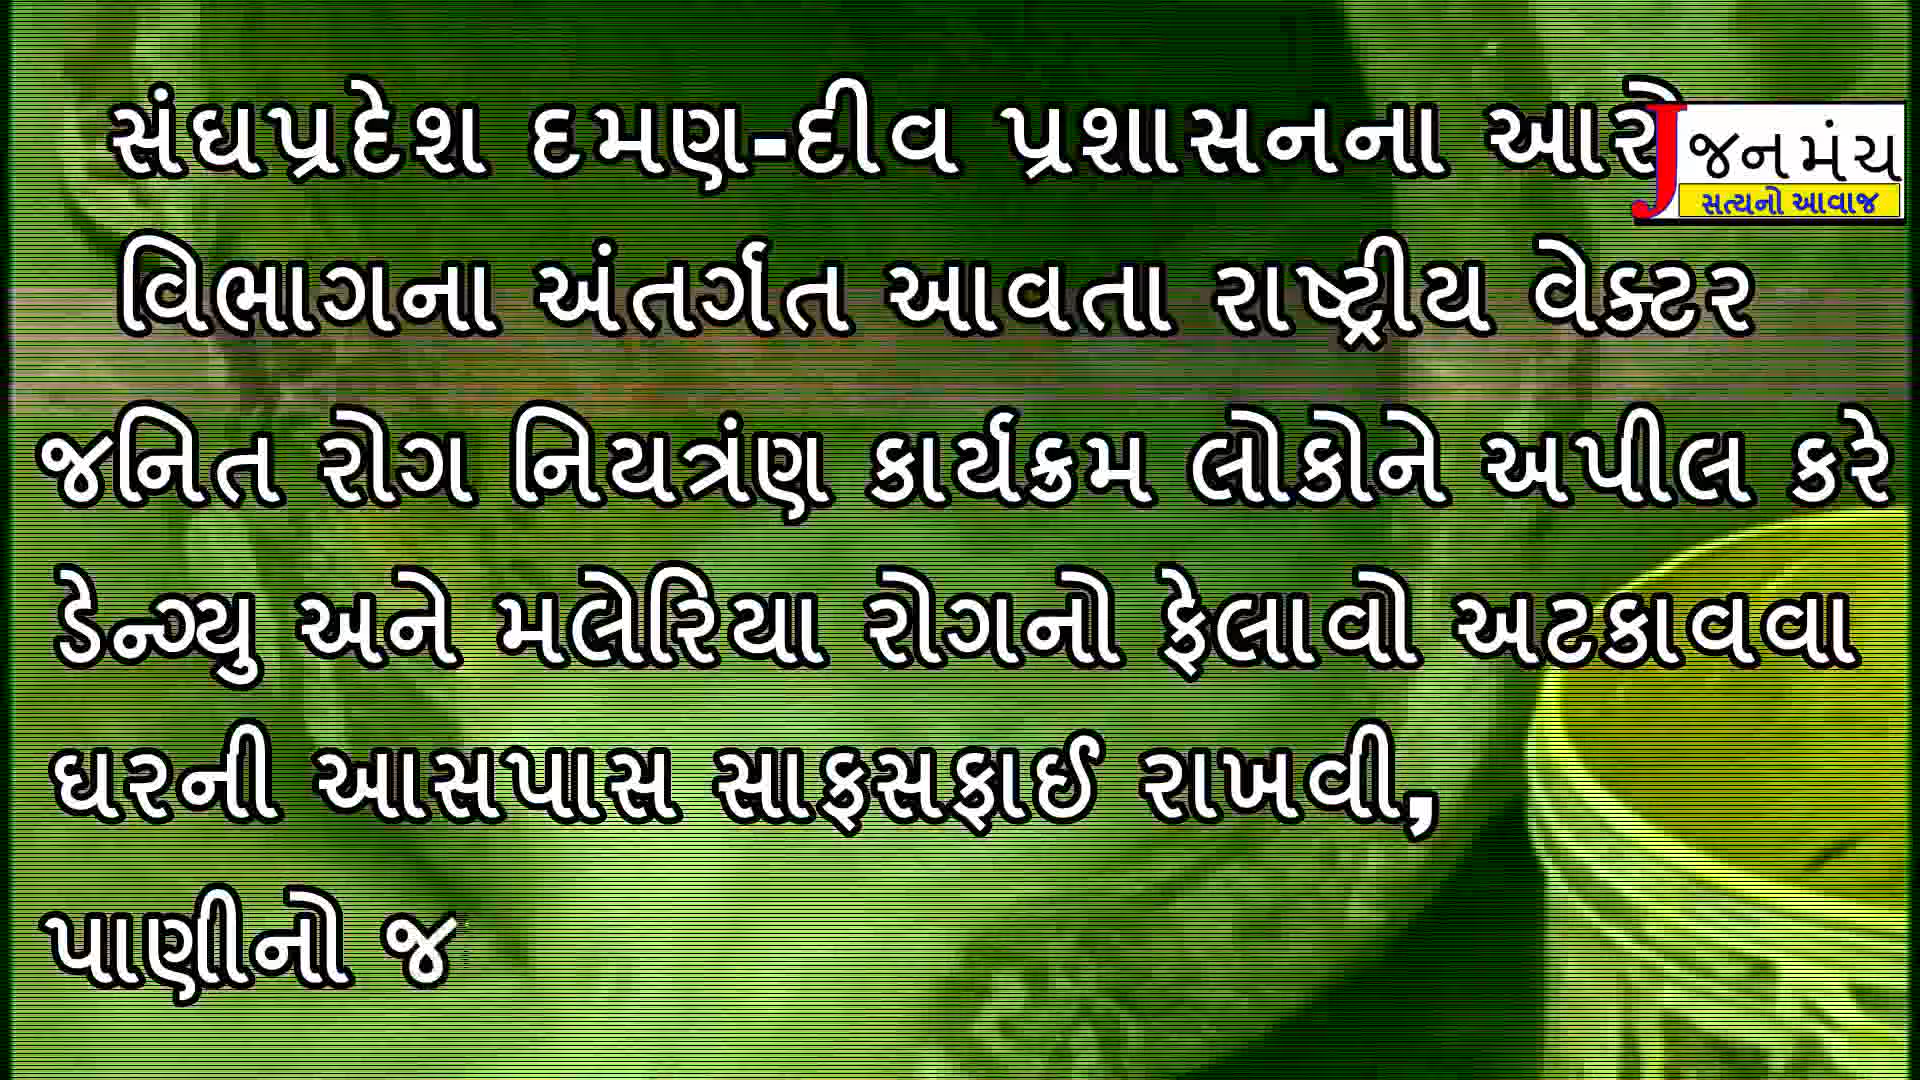 સંઘપ્રદેશ દમણ-દીવ પ્રશાસનના
જનમંચ
સત્યનો આવાજ
વિભાગના અંતર્ગત આવતા રાષ્ટ્રીય વેક્ટર
જનિત રોગ નિયત્રંણ કાર્યક્રમ લોકોને અપીલ કરે
ડેન્ગ્યુ અને મલેરિયા રોગનો ફેલાવો અટકાવવા
ઘરની આસપાસ સાફસફાઈ રાખવી,
પાણીનો જ